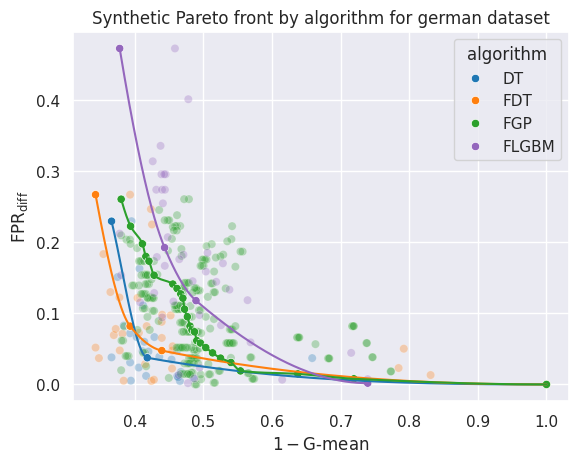 Synthetic Pareto front by algorithm for german dataset
algorithm
DT
FDT
FGP
FLGBM
FPR_diff
0.4
0.3
0.2
0.1
0.0
0.4 0.5 0.6 0.7 0.8 0.9 1.0
1 − G-mean